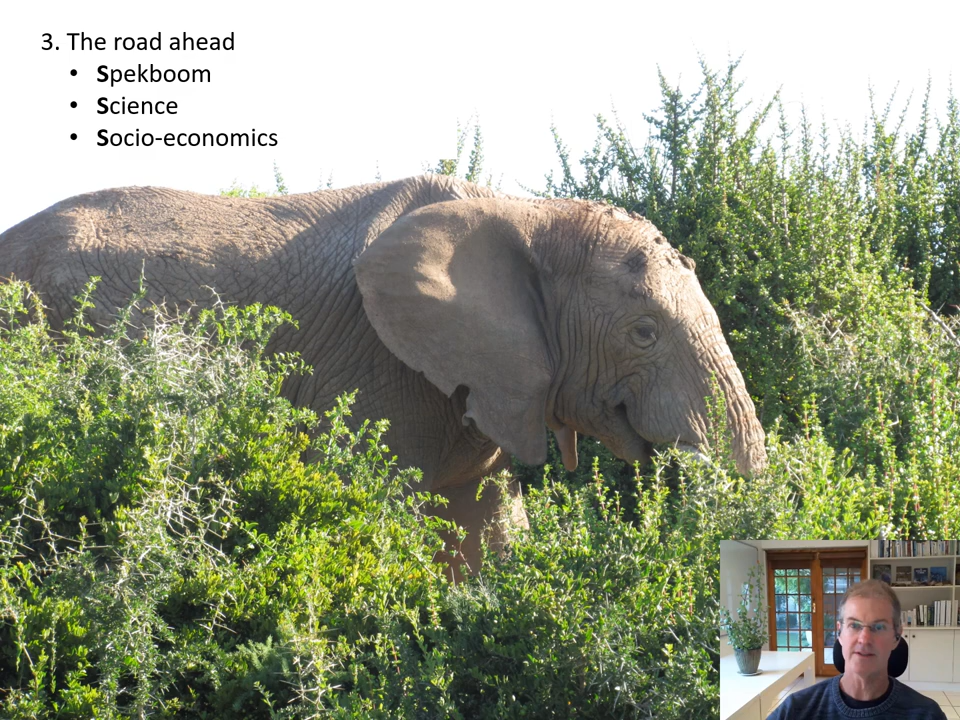 3. The road ahead
• Spekboom
• Science
• Socio-economics